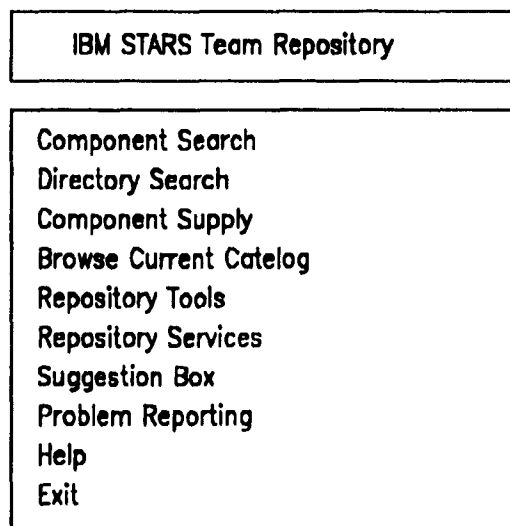 IBM STARS Team Repository
Component Search
Directory Search
Component Supply
Browse Current Catelog
Repository Tools
Repository Services
Suggestion Box
Problem Reporting
Help
Exit